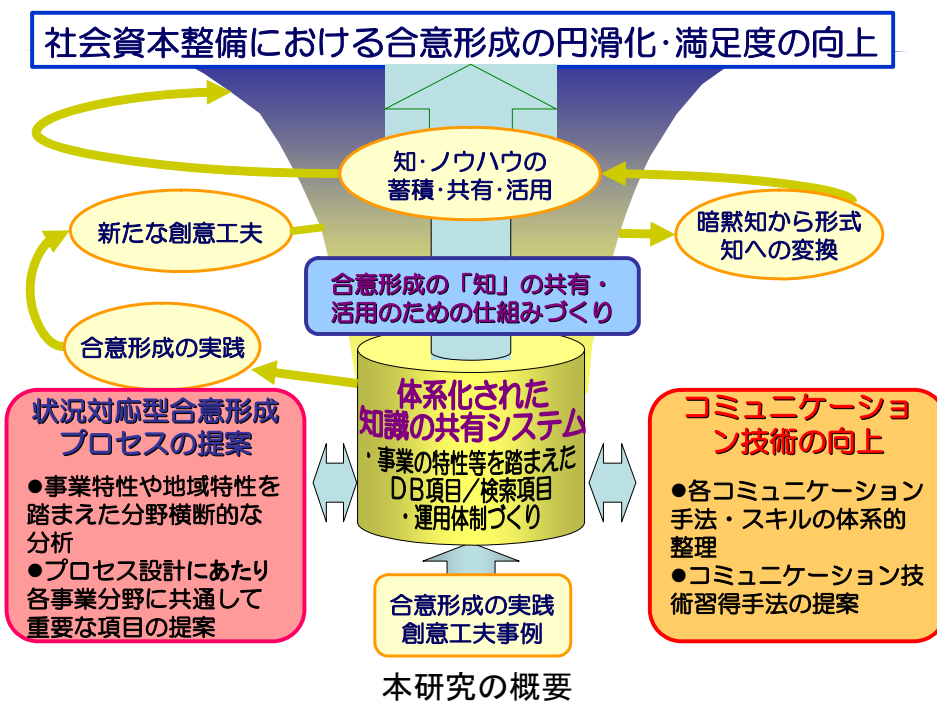 社会資本整備における合意形成の円滑化・満足度の向上
知・ノウハウの
蓄積・共有・活用
新たな創意工夫
暗黙知から形式
知への変換
合意形成の「知」の共有・
活用のための仕組みづくり
合意形成の実践
体系化された
知識の共有システム
・事業の特性等を踏まえた
DB項目/検索項目
・運用体制づくり
状況対応型合意形成
プロセスの提案
●事業特性や地域特性を
踏まえた分野横断的な
分析
●プロセス設計にあたり
各事業分野に共通して
重要な項目の提案
コミュニケーショ
ン技術の向上
●各コミュニケーション
手法・スキルの体系的
整理
●コミュニケーション技
術習得手法の提案
合意形成の実践
創意工夫事例
本研究の概要